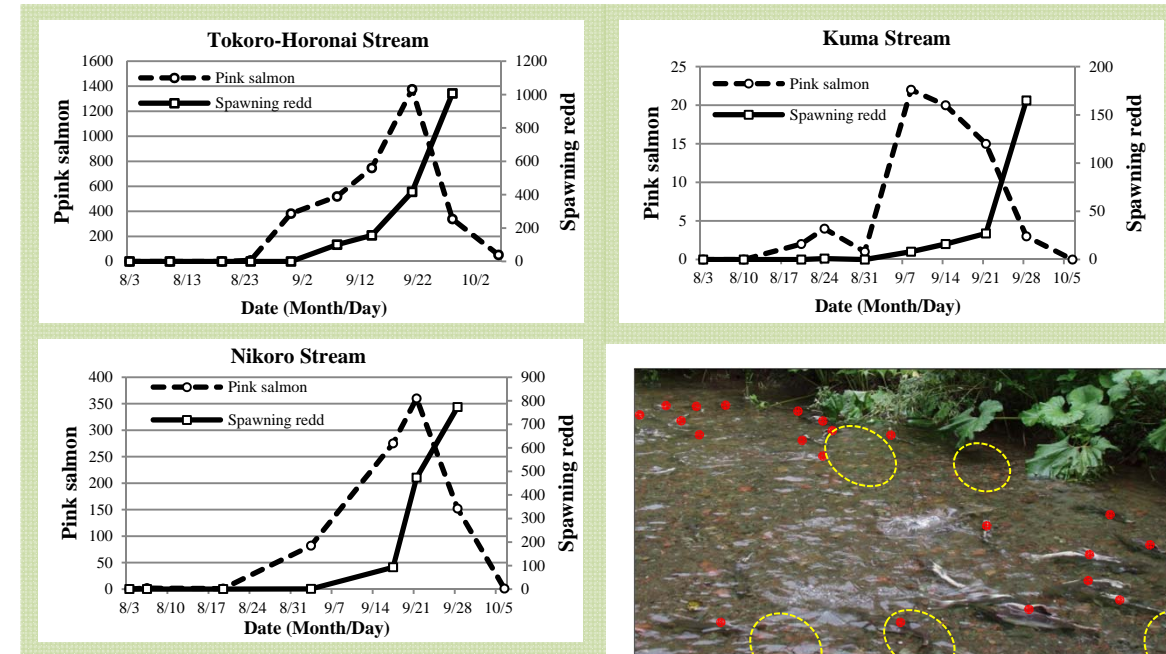 Tokoro-Horonai Stream
1600
1400
1200
1000
800
600
400
200
0
1200
1000
800
600
400
200
0
Pink salmon
Spawning redd
Ppink salmon
Spawning redd
8/3 8/13 8/23 9/2 9/12 9/22 10/2
Date (Month/Day)
Kuma Stream
25
20
15
10
5
0
200
150
100
50
0
Pink salmon
Spawning redd
Pink salmon
Spawning redd
8/3 8/10 8/17 8/24 8/31 9/7 9/14 9/21 9/28 10/5
Date (Month/Day)
Nikoro Stream
400
350
300
250
200
150
100
50
0
900
800
700
600
500
400
300
200
100
0
Pink salmon
Spawning redd
Pink salmon
Spawning redd
8/3 8/10 8/17 8/24 8/31 9/7 9/14 9/21 9/28 10/5
Date (Month/Day)